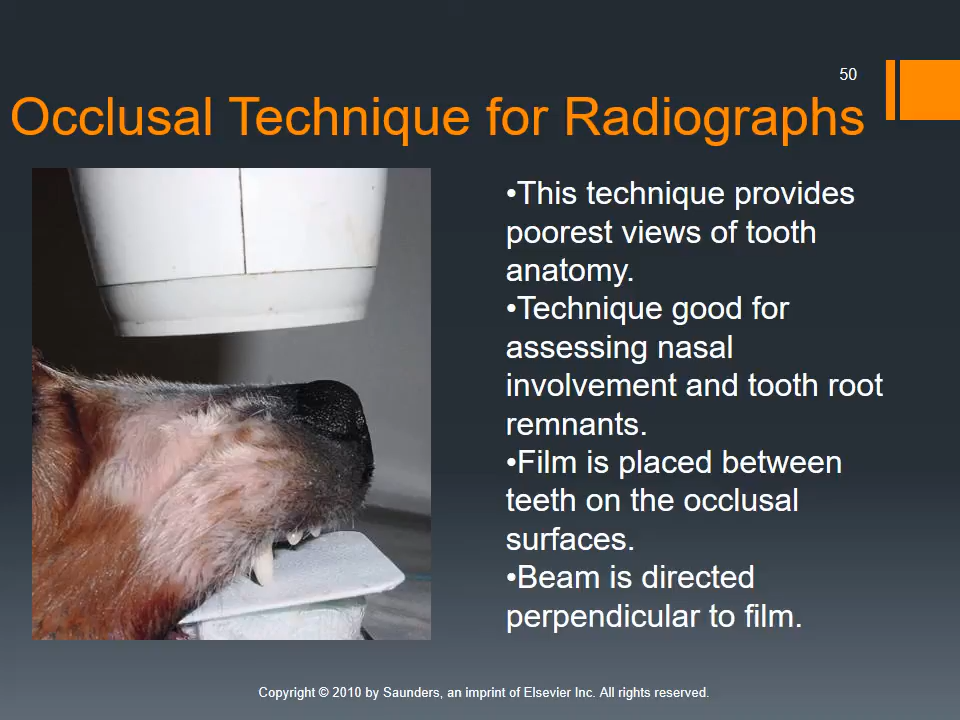 50
Occlusal Technique for Radiographs
•This technique provides
poorest views of tooth
anatomy.
•Technique good for
assessing nasal
involvement and tooth root
remnants.
•Film is placed between
teeth on the occlusal
surfaces.
•Beam is directed
perpendicular to film.
Copyright © 2010 by Saunders, an imprint of Elsevier Inc. All rights reserved.